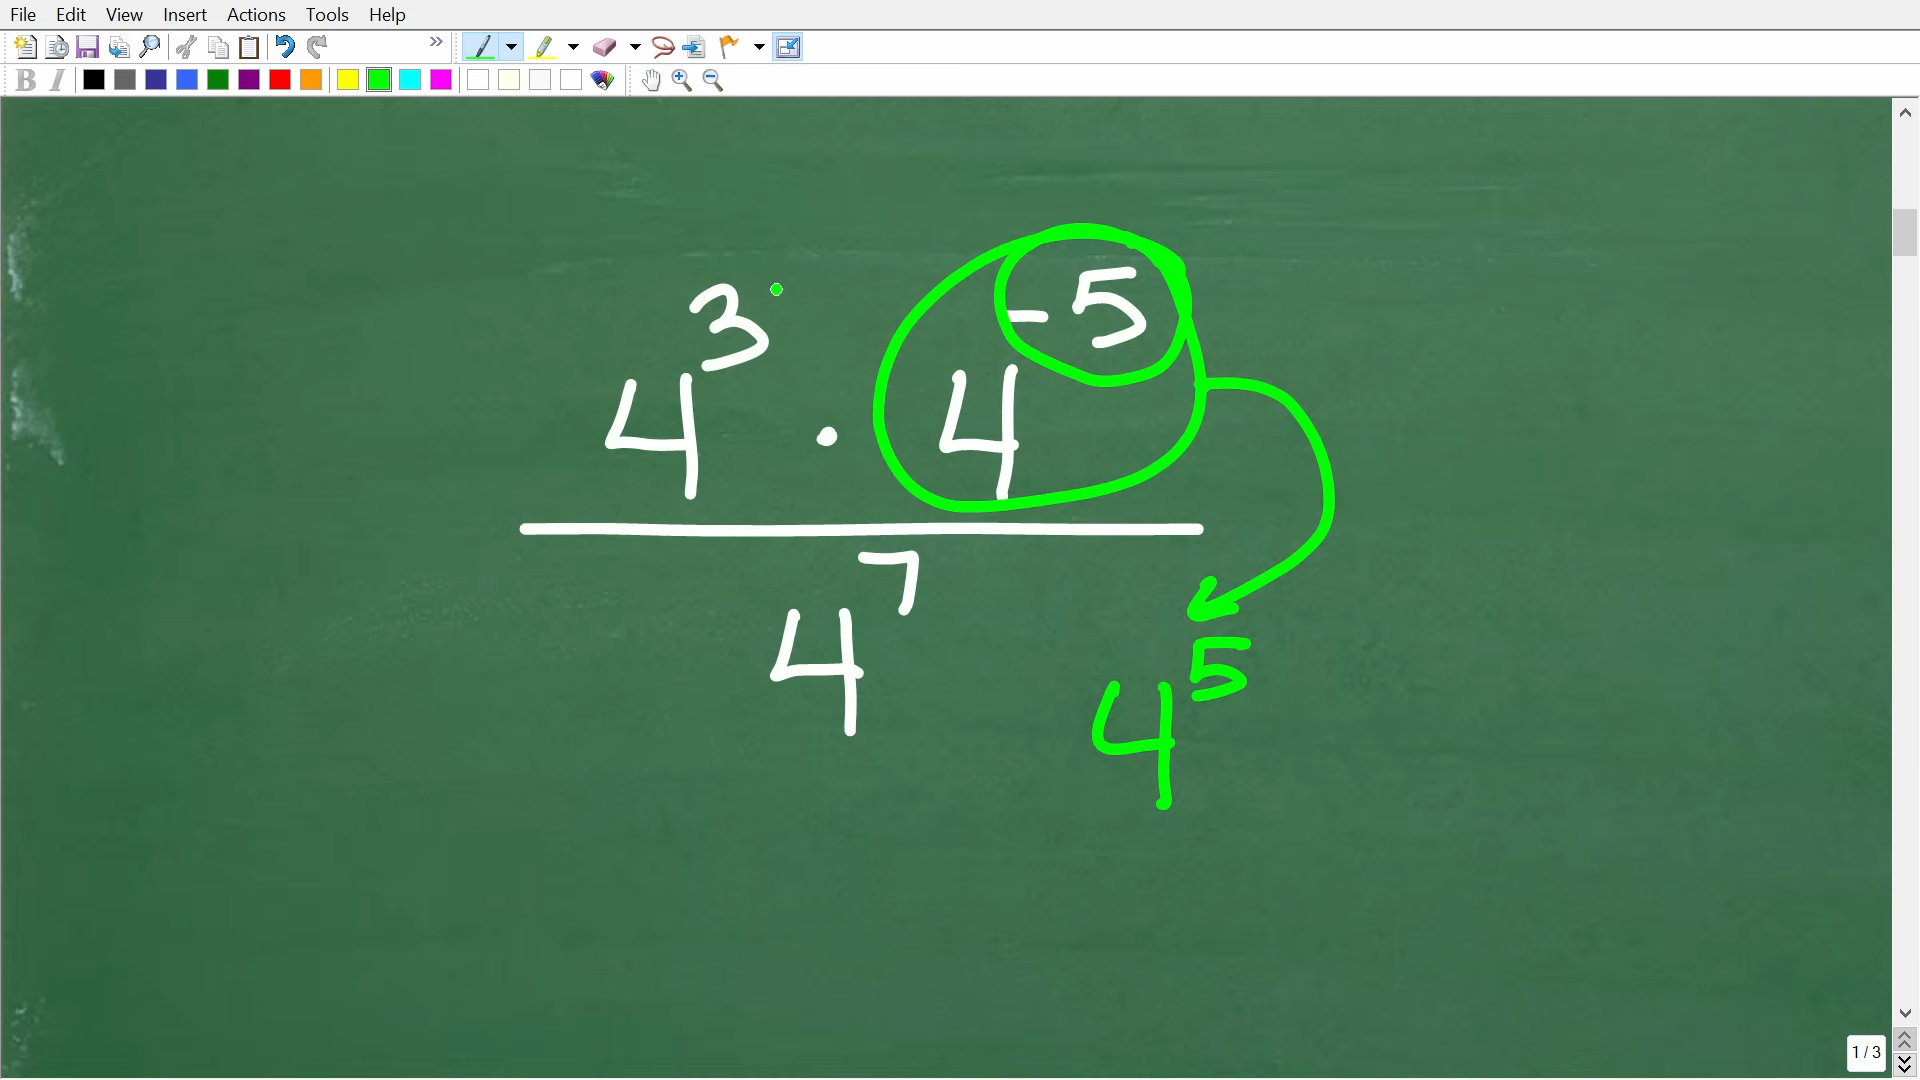 File Edit View Insert Actions Tools Help
B I
4³ · 4⁻⁵
4⁷
4⁵
1 / 3